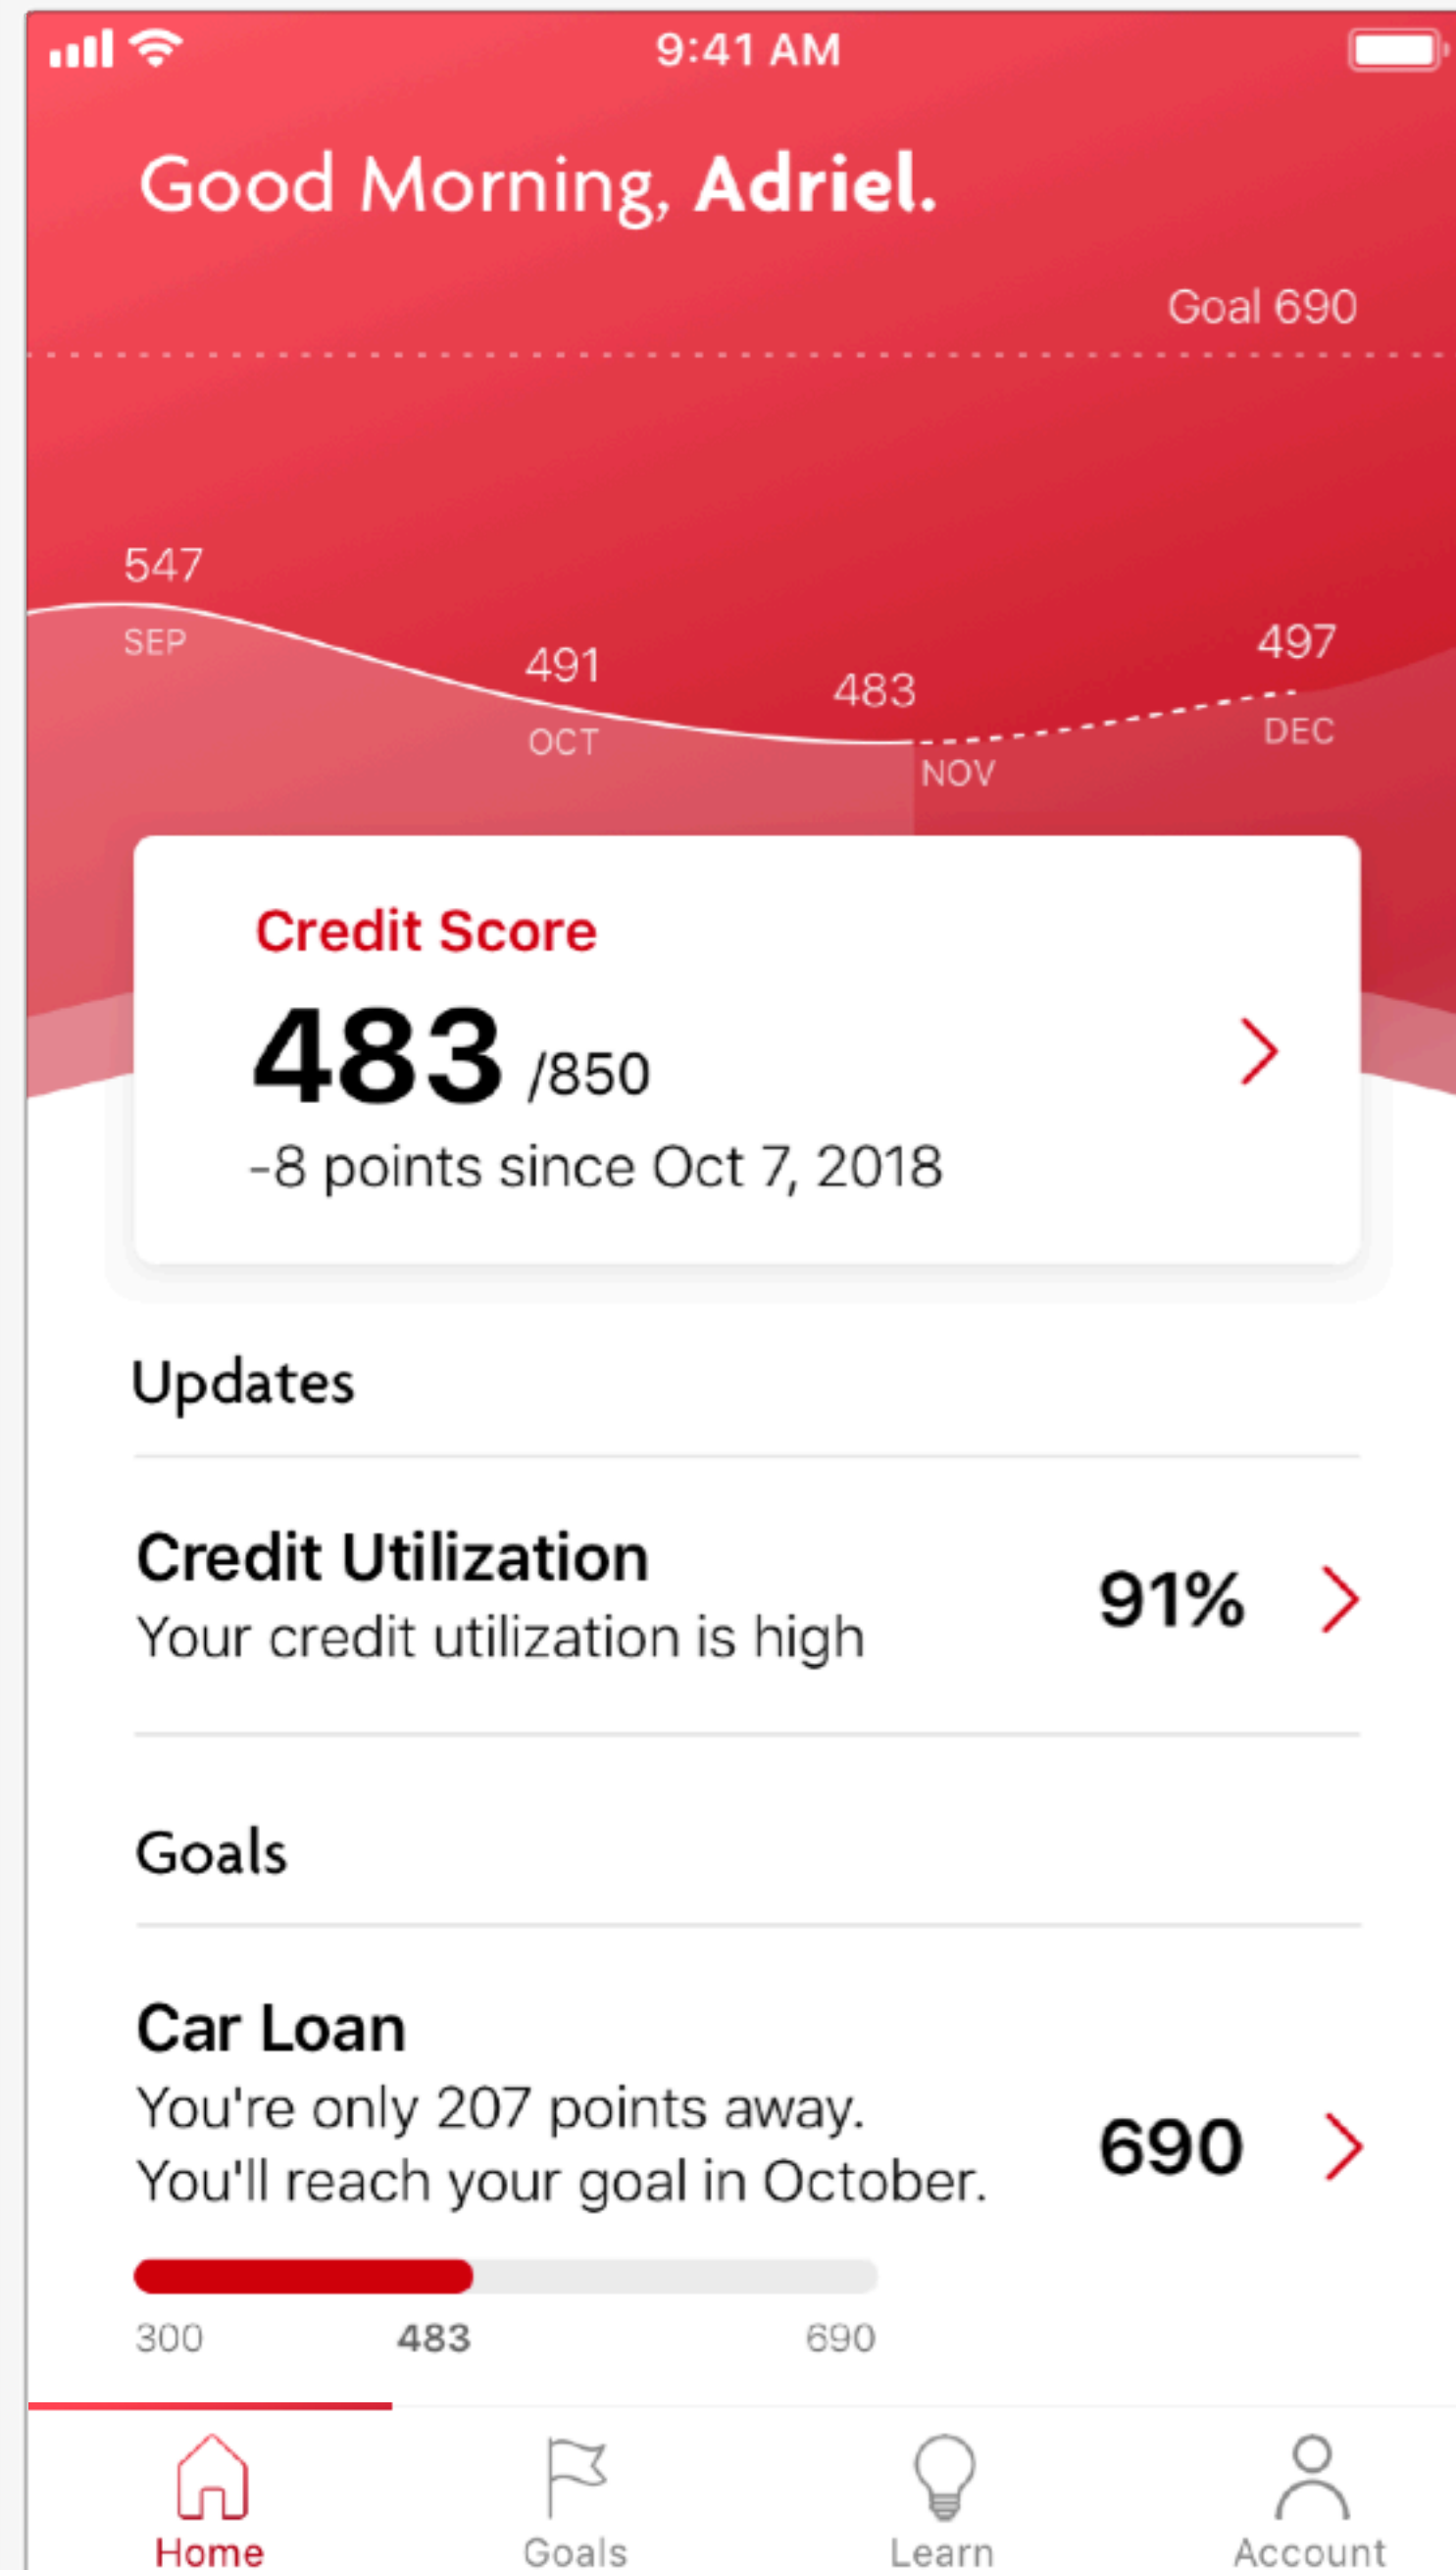 9:41 AM
Good Morning, Adriel.
Goal 690
547
SEP
491
OCT
483
NOV
497
DEC
Credit Score
483 /850
-8 points since Oct 7, 2018
Updates
Credit Utilization
Your credit utilization is high
91%
Goals
Car Loan
You're only 207 points away.
You'll reach your goal in October.
690
300 483 690
Home Goals Learn Account